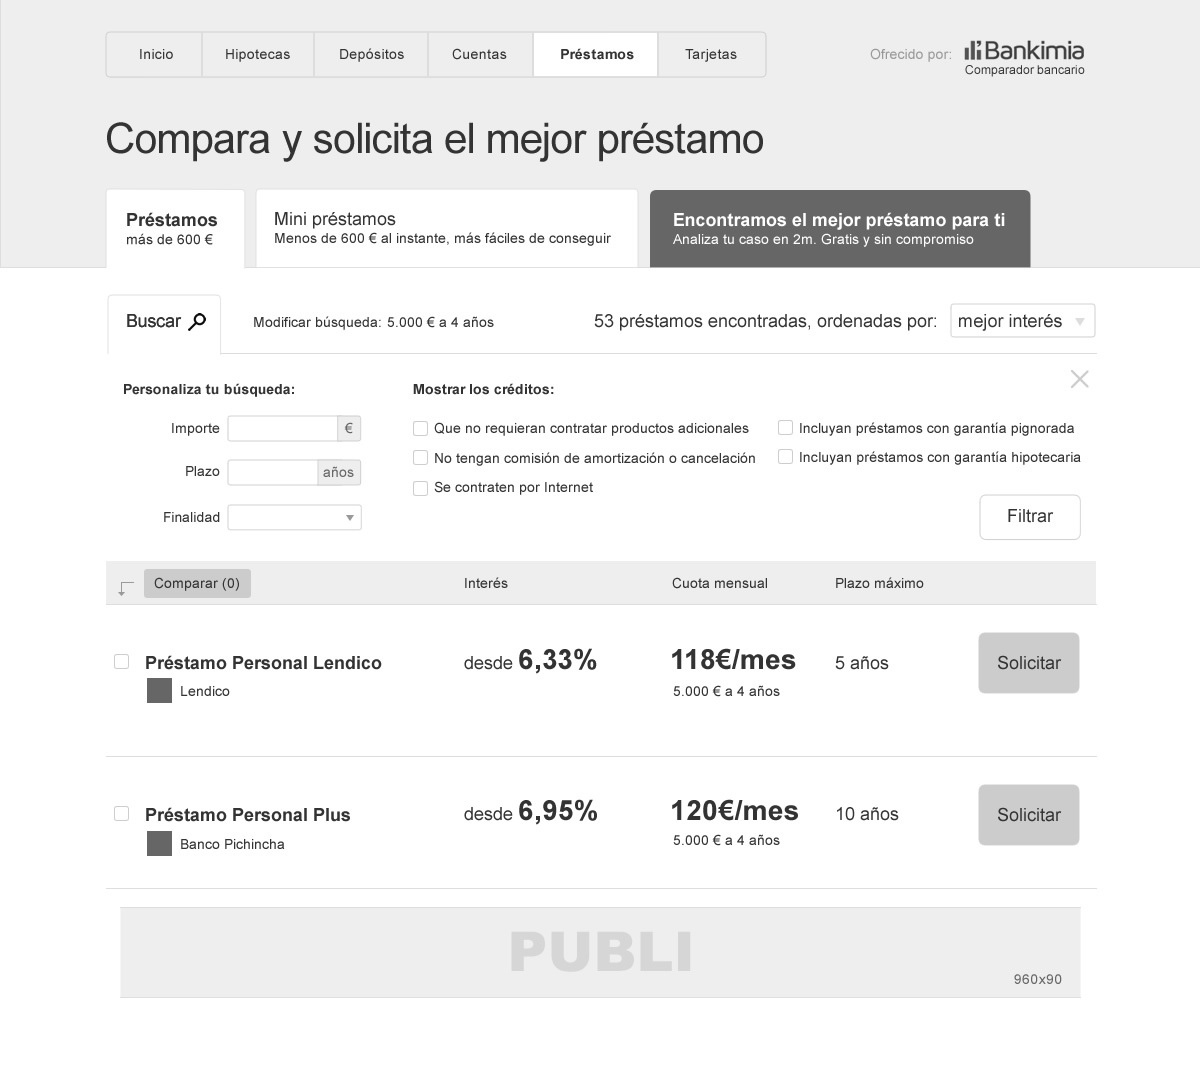 Inicio Hipotecas Depósitos Cuentas Préstamos Tarjetas Ofrecido por: Bankimia
Comparador bancario
Compara y solicita el mejor préstamo
Préstamos
más de 600 €
Mini préstamos
Menos de 600 € al instante, más fáciles de conseguir
Encontramos el mejor préstamo para ti
Analiza tu caso en 2m. Gratis y sin compromiso
Buscar Modificar búsqueda: 5.000 € a 4 años 53 préstamos encontradas, ordenadas por: mejor interés
Personaliza tu búsqueda:
Importe €
Plazo años
Finalidad
Mostrar los créditos:
Que no requieran contratar productos adicionales
No tengan comisión de amortización o cancelación
Se contraten por Internet
Incluyan préstamos con garantía pignorada
Incluyan préstamos con garantía hipotecaria
Filtrar
Comparar (0) Interés Cuota mensual Plazo máximo
Préstamo Personal Lendico desde 6,33% 118€/mes 5 años Solicitar
Lendico 5.000 € a 4 años
Préstamo Personal Plus desde 6,95% 120€/mes 10 años Solicitar
Banco Pichincha 5.000 € a 4 años
PUBLI
960x90